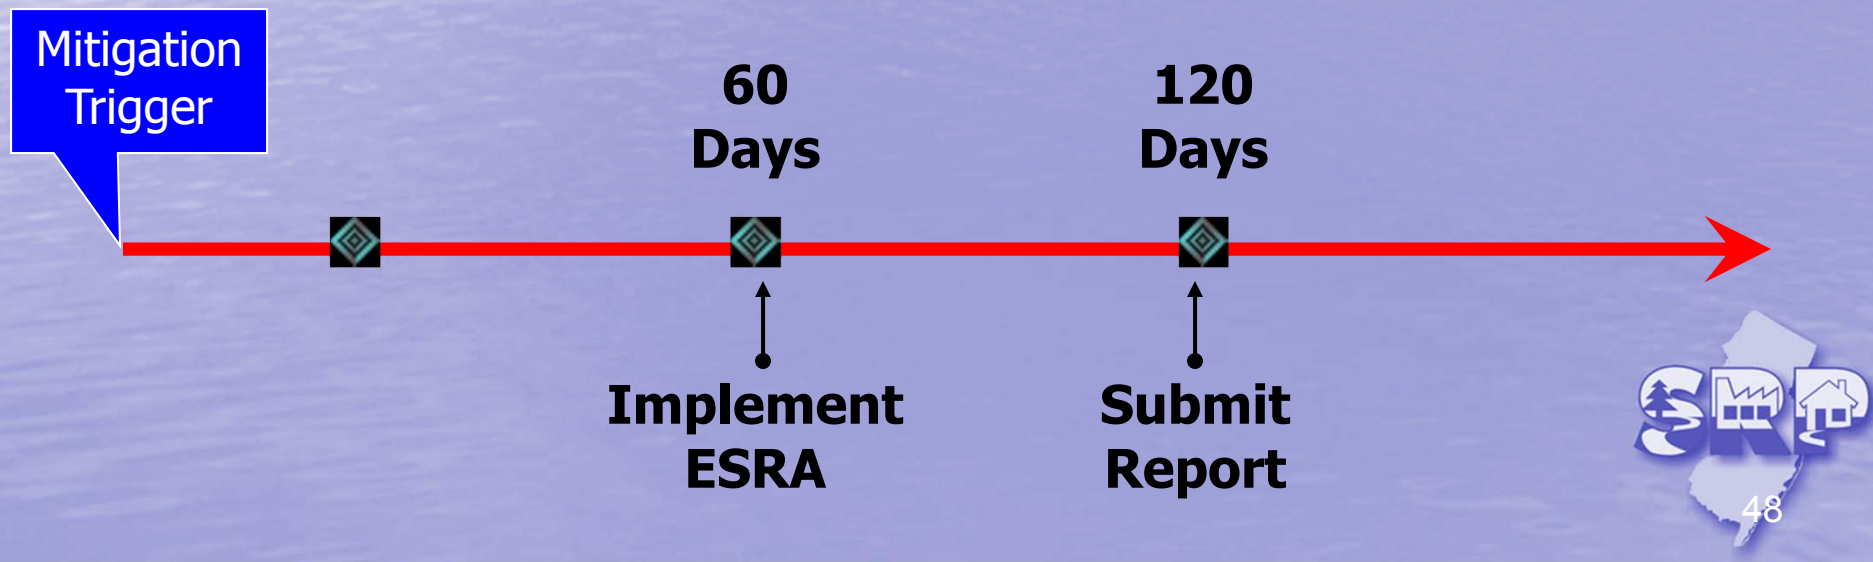 Mitigation
Trigger
60
Days
120
Days
Implement
ESRA
Submit
Report
SRP
48